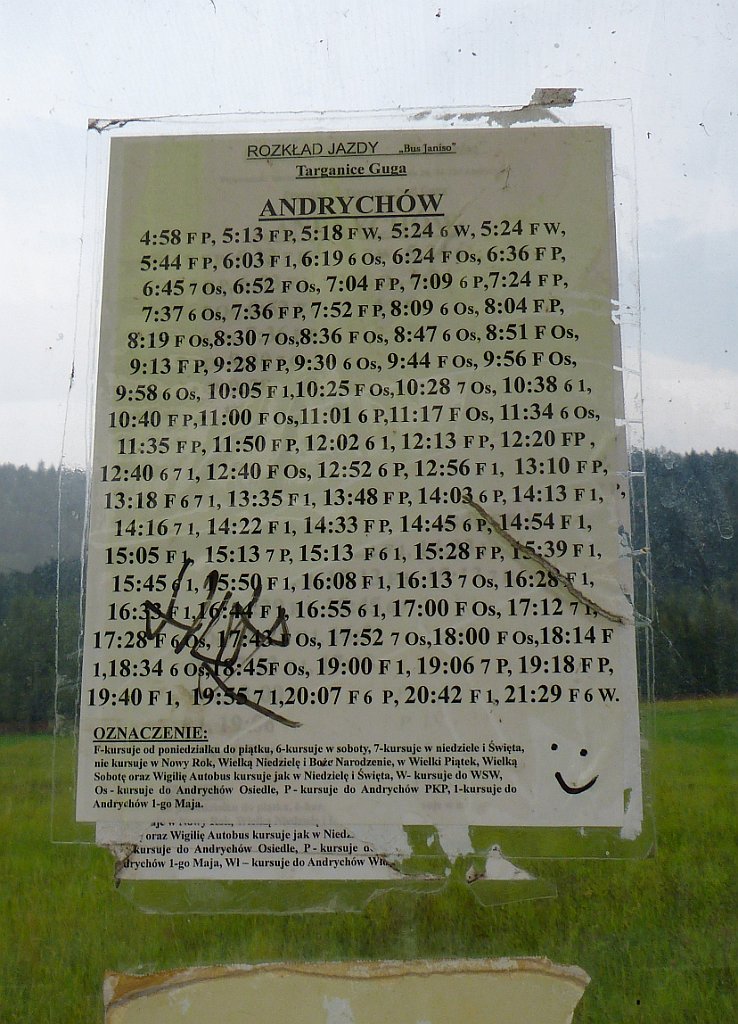 ROZKŁAD JAZDY „Bus Janiso"
Targanice Guga
ANDRYCHÓW
4:58 F P, 5:13 F P, 5:18 F W, 5:24 6 W, 5:24 F W,
5:44 F P, 6:03 F 1, 6:19 6 Os, 6:24 F Os, 6:36 F P,
6:45 7 Os, 6:52 F Os, 7:04 F P, 7:09 6 P,7:24 F P,
7:37 6 Os, 7:36 F P, 7:52 F P, 8:09 6 Os, 8:04 F P,
8:19 F Os,8:30 7 Os,8:36 F Os, 8:47 6 Os, 8:51 F Os,
9:13 F P, 9:28 F P, 9:30 6 Os, 9:44 F Os, 9:56 F Os,
9:58 6 Os, 10:05 F 1,10:25 F Os,10:28 7 Os, 10:38 6 1,
10:40 F P,11:00 F Os,11:01 6 P,11:17 F Os, 11:34 6 Os,
11:35 F P, 11:50 F P, 12:02 6 1, 12:13 F P, 12:20 FP ,
12:40 6 7 1, 12:40 F Os, 12:52 6 P, 12:56 F 1, 13:10 F P,
13:18 F 6 7 1, 13:35 F 1, 13:48 F P, 14:03 6 P, 14:13 F 1,
14:16 7 1, 14:22 F 1, 14:33 F P, 14:45 6 P, 14:54 F 1,
15:05 F 1, 15:13 7 P, 15:13 F 6 1, 15:28 F P, 15:39 F 1,
15:45 6 1, 15:50 F 1, 16:08 F 1, 16:13 7 Os, 16:28 F 1,
F 1,16:44 F 1, 16:55 6 1, 17:00 F Os, 17:12 7 1,
17:28 F 6 Os, 17:43 F Os, 17:52 7 Os,18:00 F Os,18:14 F
1,18:34 6 Os,18:45F Os, 19:00 F 1, 19:06 7 P, 19:18 F P,
19:40 F 1, 19:55 7 1,20:07 F 6 P, 20:42 F 1, 21:29 F 6 W.
OZNACZENIE:
F-kursuje od poniedziałku do piątku, 6-kursuje w soboty, 7-kursuje w niedziele i Święta,
nie kursuje w Nowy Rok, Wielką Niedzielę i Boże Narodzenie, w Wielki Piątek, Wielką
Sobotę oraz Wigilię Autobus kursuje jak w Niedzielę i Święta, W- kursuje do WSW,
Os - kursuje do Andrychów Osiedle, P - kursuje do Andrychów PKP, 1-kursuje do
Andrychów 1-go Maja.
oraz Wigilię Autobus kursuje jak w Niedz
kursuje do Andrychów Osiedle, P - kursuje
drychów 1-go Maja, Wl – kursuje do Andrychów